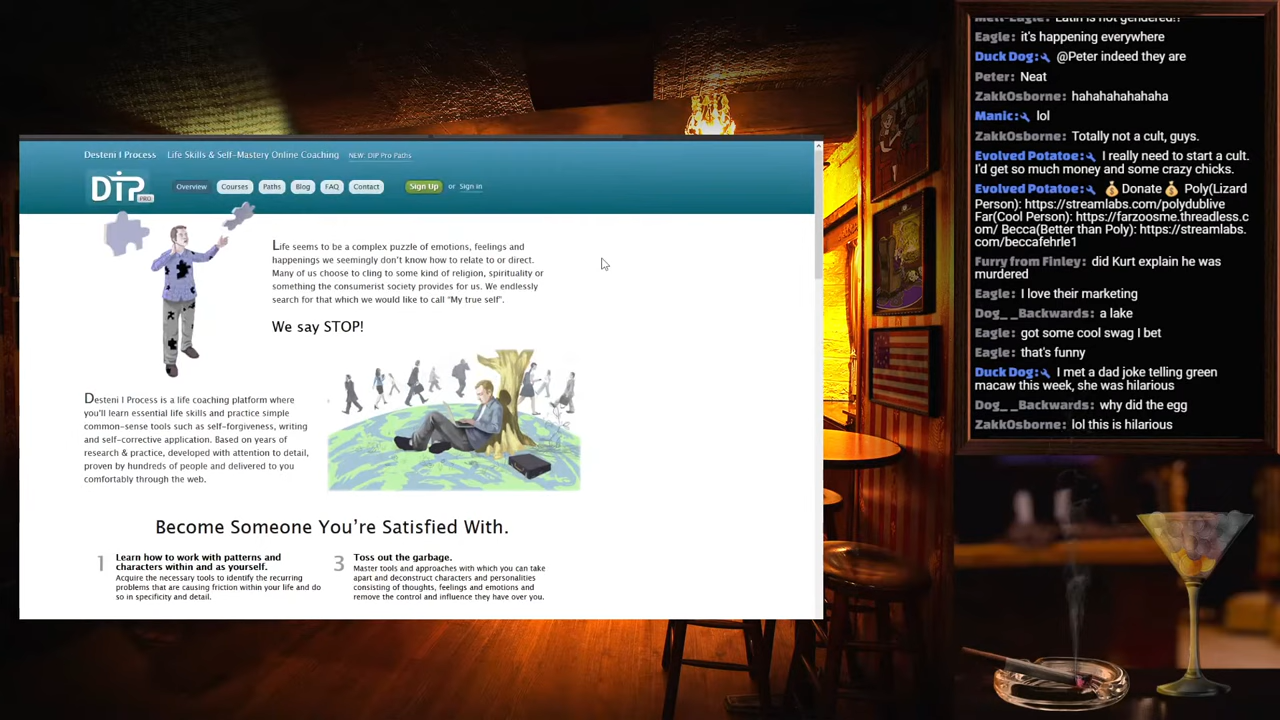 Desteni I Process Life Skills & Self-Mastery Online Coaching NEW: DIP Pro Paths
DIP PRO
Overview Courses Paths Blog FAQ Contact Sign Up or Sign in
Life seems to be a complex puzzle of emotions, feelings and
happenings we seemingly don't know how to relate to or direct.
Many of us choose to cling to some kind of religion, spirituality or
something the consumerist society provides for us. We endlessly
search for that which we would like to call “My true self”.
We say STOP!
Desteni I Process is a life coaching platform where
you'll learn essential life skills and practice simple
common-sense tools such as self-forgiveness, writing
and self-corrective application. Based on years of
research & practice, developed with attention to detail,
proven by hundreds of people and delivered to you
comfortably through the web.
Become Someone You're Satisfied With.
1 Learn how to work with patterns and
characters within and as yourself.
Acquire the necessary tools to identify the recurring
problems that are causing friction within your life and do
so in specificity and detail.
3 Toss out the garbage.
Master tools and approaches with which you can take
apart and deconstruct characters and personalities
consisting of thoughts, feelings and emotions and
remove the control and influence they have over you.
Latin is not gendered!!
Eagle: it's happening everywhere
Duck Dog: @Peter indeed they are
Peter: Neat
ZakkOsborne: hahahahahahaha
Manic: lol
ZakkOsborne: Totally not a cult, guys.
Evolved Potatoe: I really need to start a cult.
I'd get so much money and some crazy chicks.
Evolved Potatoe: 💰 Donate 💰 Poly(Lizard
Person): https://streamlabs.com/polydublive
Far(Cool Person): https://farzoosme.threadless.c
om/ Becca(Better than Poly): https://streamlabs.
com/beccafehrle1
Furry from Finley: did Kurt explain he was
murdered
Eagle: I love their marketing
Dog_ _Backwards: a lake
Eagle: got some cool swag I bet
Eagle: that's funny
Duck Dog: I met a dad joke telling green
macaw this week, she was hilarious
Dog_ _Backwards: why did the egg
ZakkOsborne: lol this is hilarious